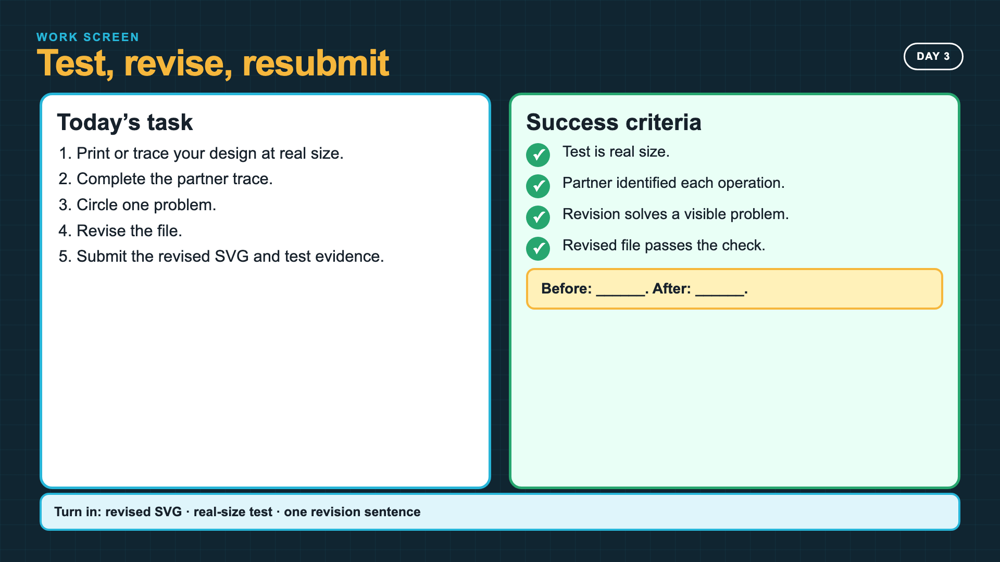 WORK SCREEN
Test, revise, resubmit
DAY 3
Today’s task
1. Print or trace your design at real size.
2. Complete the partner trace.
3. Circle one problem.
4. Revise the file.
5. Submit the revised SVG and test evidence.
Success criteria
✓ Test is real size.
✓ Partner identified each operation.
✓ Revision solves a visible problem.
✓ Revised file passes the check.
Before: ______. After: ______.
Turn in: revised SVG · real-size test · one revision sentence